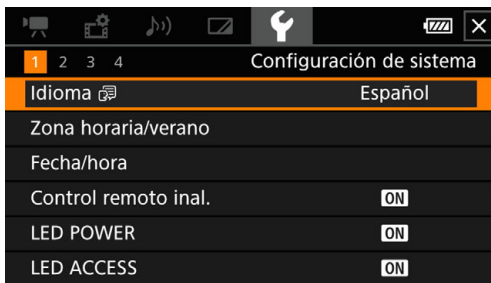 1 2 3 4 Configuración de sistema
Idioma Español
Zona horaria/verano
Fecha/hora
Control remoto inal. ON
LED POWER ON
LED ACCESS ON